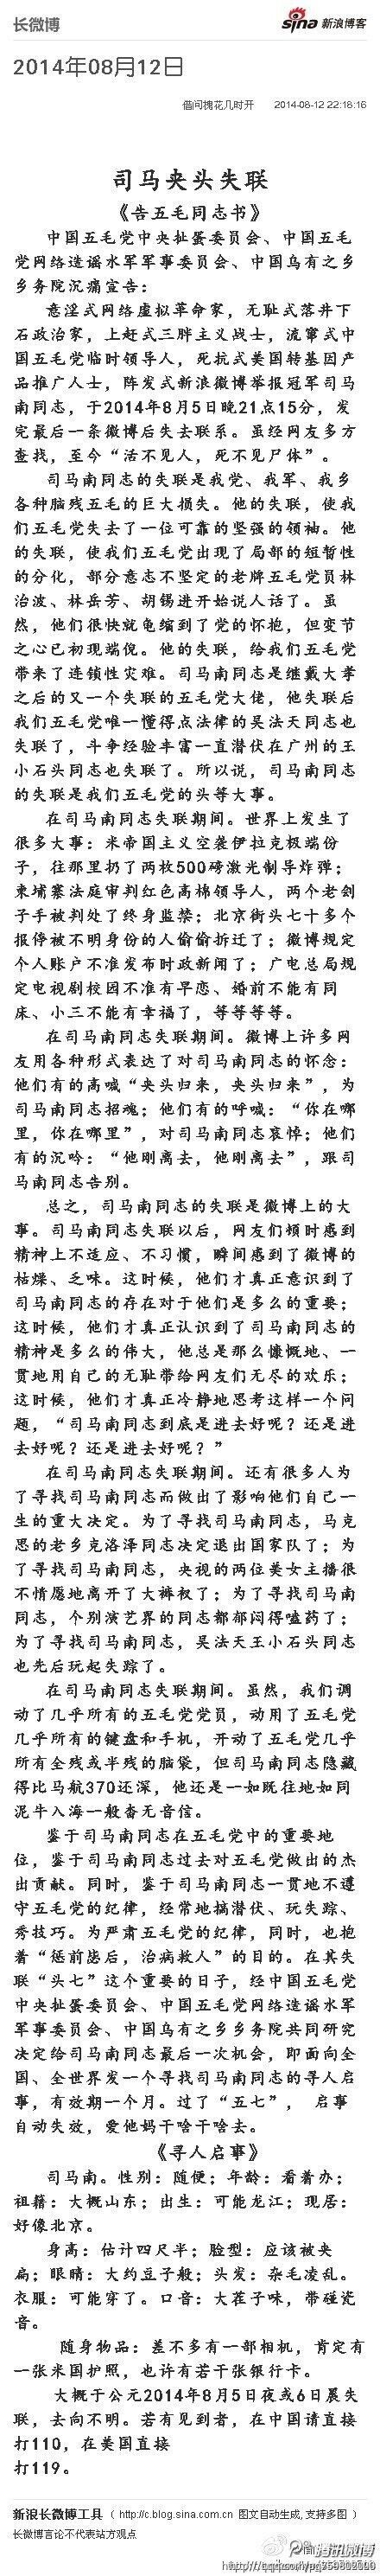 长微博
sina 新浪博客
2014年08月12日
借问槐花几时开 2014-08-12 22:18:16
司马夹头失联
《告五毛同志书》
中国五毛党中央扯蛋委员会、中国五毛
党网络造谣水军军事委员会、中国乌有之乡
乡务院沉痛宣告：
意淫式网络虚拟革命家，无耻式落井下
石政治家，上赶式三胖主义战士，流窜式中
国五毛党临时领导人，死抗式美国转基因产
品推广人士，阵发式新浪微博举报冠军司马
南同志，于2014年8月5日晚21点15分，发
完最后一条微博后失去联系。虽经网友多方
查找，至今“活不见人，死不见尸体”。
司马南同志的失联是我党、我军、我乡
各种脑残五毛的巨大损失。他的失联，使我
们五毛党失去了一位可靠的坚强的领袖。他
的失联，使我们五毛党出现了局部的短暂性
的分化，部分意志不坚定的老牌五毛党员林
治波、林岳芳、胡锡进开始说人话了。虽
然，他们很快就龟缩到了党的怀抱，但变节
之心已初现端倪。他的失联，给我们五毛党
带来了连锁性灾难。司马南同志是继戴大孝
之后的又一个失联的五毛党大佬，他失联后
我们五毛党唯一懂得点法律的吴法天同志也
失联了，斗争经验丰富一直潜伏在广州的王
小石头同志也失联了。所以说，司马南同志
的失联是我们五毛党的头等大事。
在司马南同志失联期间。世界上发生了
很多大事：米帝国主义空袭伊拉克极端份
子，往那里扔了两枚500磅激光制导炸弹；
柬埔寨法庭审判红色高棉领导人，两个老刽
子手被判处了终身监禁；北京街头七十多个
报停被不明身份的人偷偷拆迁了；微博规定
个人账户不准发布时政新闻了；广电总局规
定电视剧校园不准有早恋、婚前不能有同
床、小三不能有幸福了，等等等等。
在司马南同志失联期间。微博上许多网
友用各种形式表达了对司马南同志的怀念：
他们有的高喊“夹头归来，夹头归来”，为
司马南同志招魂；他们有的呼喊：“你在哪
里，你在哪里”，对司马南同志哀悼；他们
有的沉吟：“他刚离去，他刚离去”，跟司
马南同志告别。
总之，司马南同志的失联是微博上的大
事。司马南同志失联以后，网友们顿时感到
精神上不适应、不习惯，瞬间感到了微博的
枯燥、乏味。这时候，他们才真正意识到了
司马南同志的存在对于他们是多么的重要；
这时候，他们才真正认识到了司马南同志的
精神是多么的伟大，他总是那么慷慨地、一
贯地用自己的无耻带给网友们无尽的欢乐；
这时候，他们才真正冷静地思考这样一个问
题，“司马南同志到底是进去好呢？还是进
去好呢？还是进去好呢？”
在司马南同志失联期间。还有很多人为
了寻找司马南同志而做出了影响他们自己一
生的重大决定。为了寻找司马南同志，马克
思的老乡克洛泽同志决定退出国家队了；为
了寻找司马南同志，央视的两位美女主播很
不情愿地离开了大裤衩了；为了寻找司马南
同志，个别演艺界的同志都郁闷得嗑药了；
为了寻找司马南同志，吴法天王小石头同志
也先后玩起失踪了。
在司马南同志失联期间。虽然，我们调
动了几乎所有的五毛党党员，动用了五毛党
几乎所有的键盘和手机，开动了五毛党几乎
所有全残或半残的脑袋，但司马南同志隐藏
得比马航370还深，他还是一如既往地如同
泥牛入海一般杳无音信。
鉴于司马南同志在五毛党中的重要地
位，鉴于司马南同志过去对五毛党做出的杰
出贡献。同时，鉴于司马南同志一贯地不遵
守五毛党的纪律，经常地搞潜伏、玩失踪、
秀技巧。为严肃五毛党的纪律，同时，也抱
着“惩前毖后，治病救人”的目的。在其失
联“头七”这个重要的日子，经中国五毛党
中央扯蛋委员会、中国五毛党网络造谣水军
军事委员会、中国乌有之乡乡务院共同研究
决定给司马南同志最后一次机会，即面向全
国、全世界发一个寻找司马南同志的寻人启
事，有效期一个月。过了“五七”， 启事
自动失效，爱他妈干啥干啥去。
《寻人启事》
司马南。性别：随便；年龄：看着办；
祖籍：大概山东；出生：可能龙江；现居：
好像北京。
身高：估计四尺半；脸型：应该被夹
扁；眼睛：大约豆子般；头发：杂毛凌乱。
衣服：可能穿了。口音：大茬子味，带碰瓷
音。
随身物品：差不多有一部相机，肯定有
一张米国护照，也许有若干张银行卡。
大概于公元2014年8月5日夜或6日晨失
联，去向不明。若有见到者，在中国请直接
打110，在美国直接
打119。
新浪长微博工具（http://c.blog.sina.com.cn 图文自动生成, 支持多图）
长微博言论不代表站方观点
腾讯微博